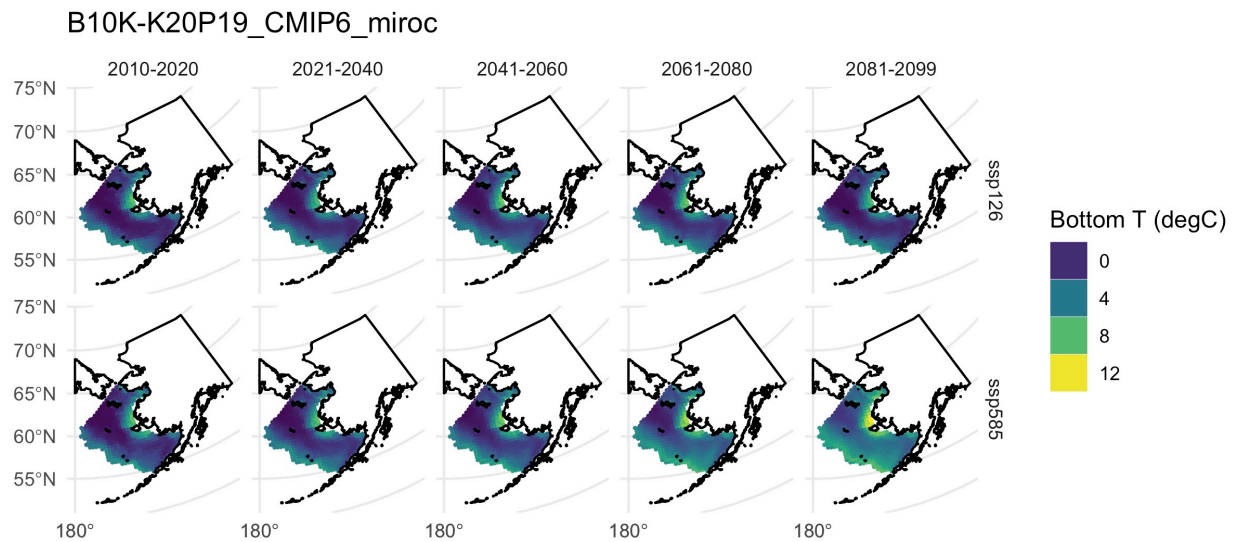 B10K-K20P19_CMIP6_miroc
2010-2020 2021-2040 2041-2060 2061-2080 2081-2099
75°N
70°N
65°N
60°N
55°N
ssp126
75°N
70°N
65°N
60°N
55°N
ssp585
180° 180° 180° 180° 180°
Bottom T (degC)
0
4
8
12